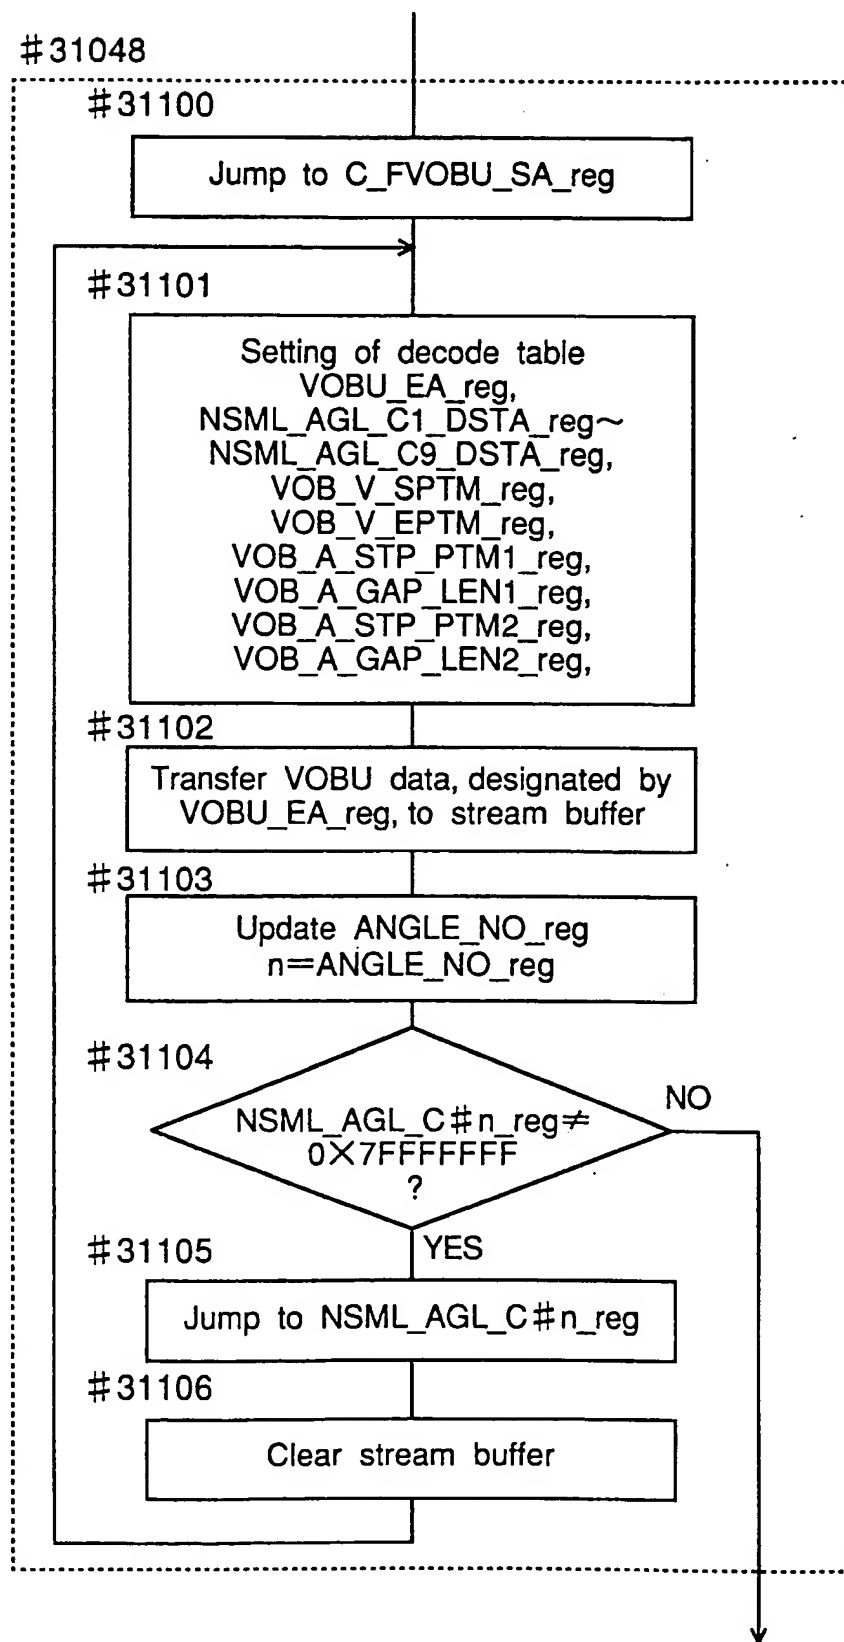 #31048
#31100
Jump to C_FVOBU_SA_reg
#31101
Setting of decode table
VOBU_EA_reg,
NSML_AGL_C1_DSTA_reg～
NSML_AGL_C9_DSTA_reg,
VOB_V_SPTM_reg,
VOB_V_EPTM_reg,
VOB_A_STP_PTM1_reg,
VOB_A_GAP_LEN1_reg,
VOB_A_STP_PTM2_reg,
VOB_A_GAP_LEN2_reg,
#31102
Transfer VOBU data, designated by
VOBU_EA_reg, to stream buffer
#31103
Update ANGLE_NO_reg
n=ANGLE_NO_reg
#31104
NSML_AGL_C#n_reg≠
0X7FFFFFFF
?
NO
YES
#31105
Jump to NSML_AGL_C#n_reg
#31106
Clear stream buffer